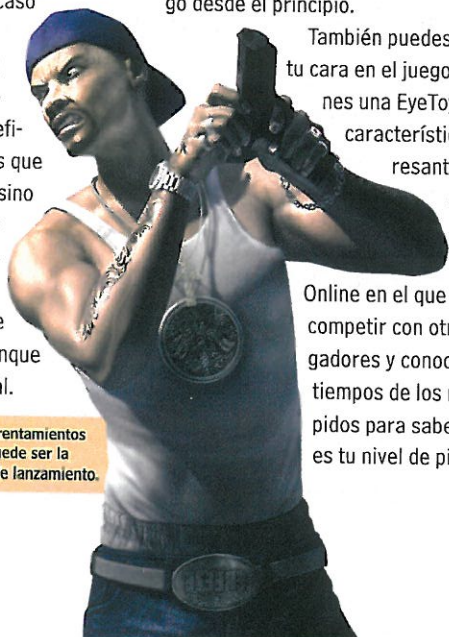 caso
efi-
s que
sino
e
nque
l.
rentamientos
ede ser la
e lanzamiento.
go desde el principio.
También puedes
tu cara en el juego
nes una EyeToy
característic
resant
Online en el que
competir con otr
gadores y conoc
tiempos de los
pidos para sabe
es tu nivel de pi